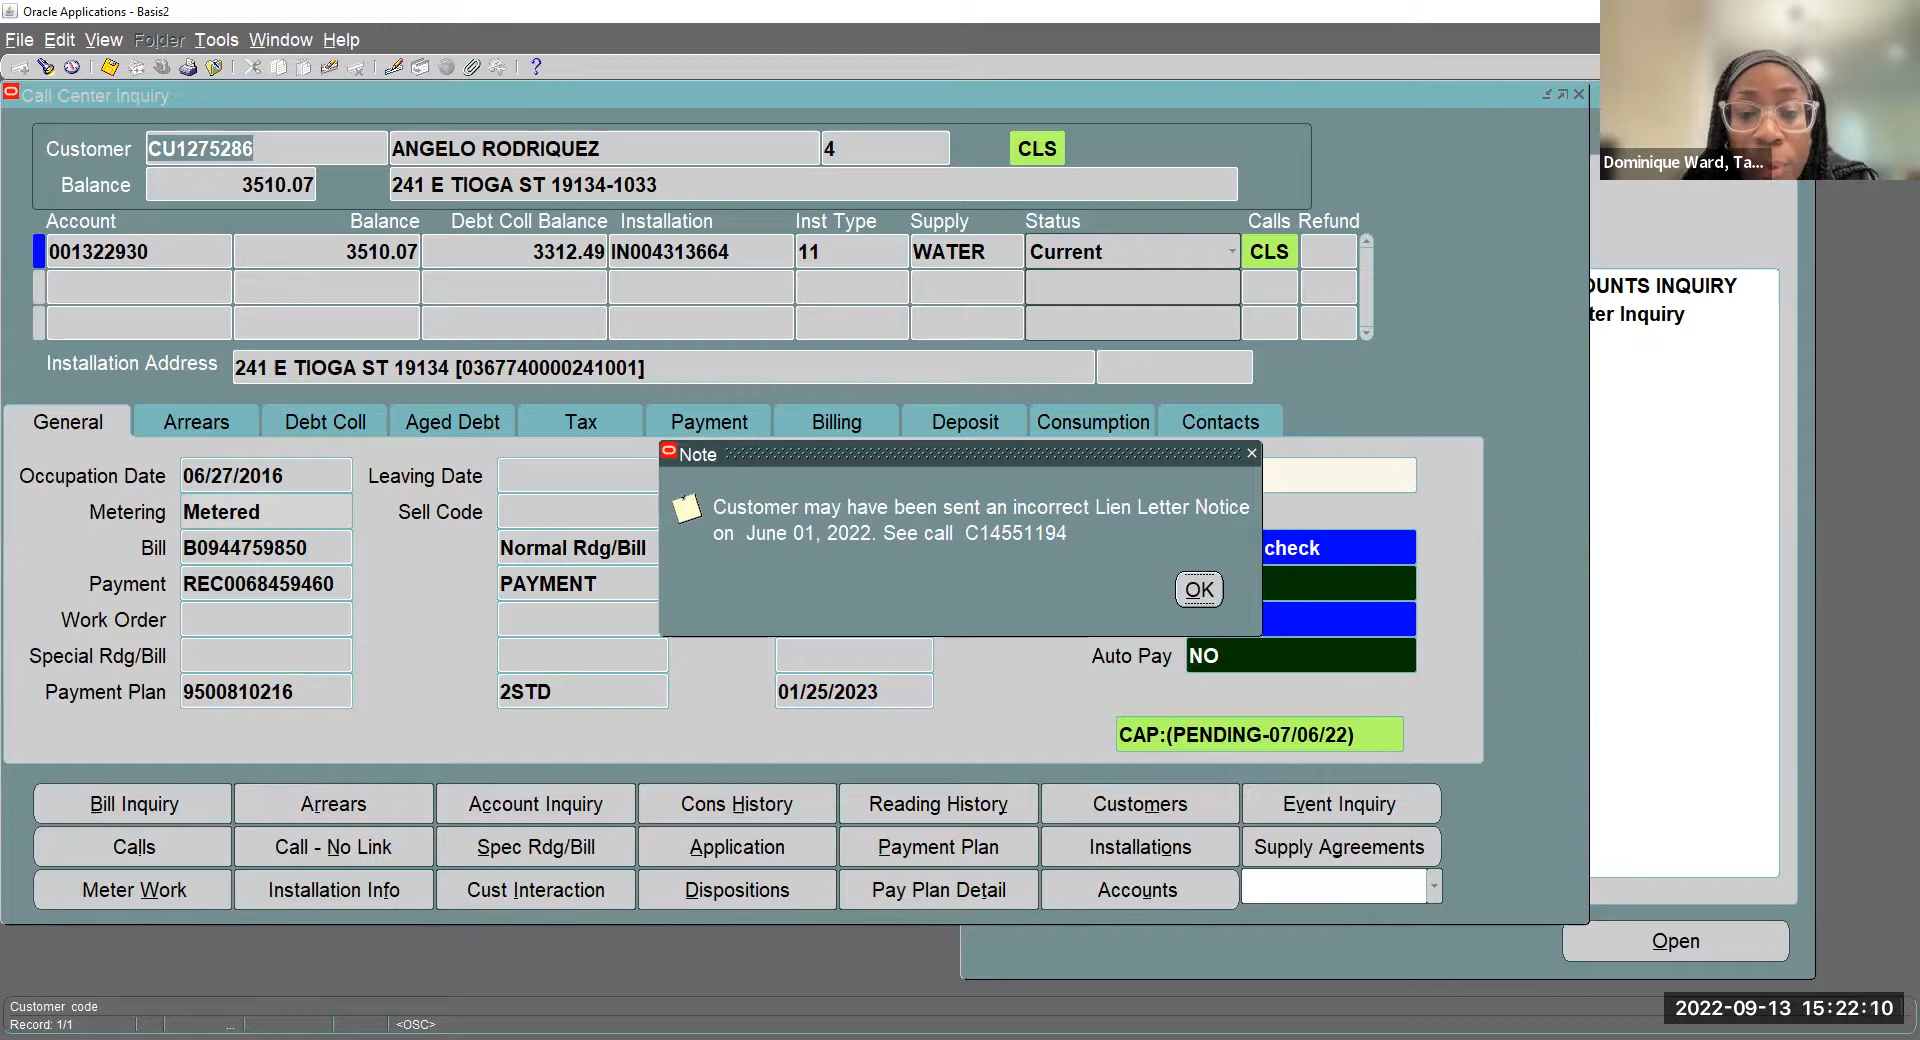 Oracle Applications - Basis2
File Edit View Folder Tools Window Help
Call Center Inquiry
Dominique Ward, Ta...
Customer CU1275286 ANGELO RODRIQUEZ 4 CLS
Balance 3510.07 241 E TIOGA ST 19134-1033
Account Balance Debt Coll Balance Installation Inst Type Supply Status Calls Refund
001322930 3510.07 3312.49 IN004313664 11 WATER Current CLS
Installation Address 241 E TIOGA ST 19134 [0367740000241001]
OUNTS INQUIRY
ter Inquiry
General Arrears Debt Coll Aged Debt Tax Payment Billing Deposit Consumption Contacts
Note
Customer may have been sent an incorrect Lien Letter Notice
on June 01, 2022. See call C14551194
OK
Occupation Date 06/27/2016 Leaving Date
Metering Metered Sell Code
Bill B0944759850 Normal Rdg/Bill check
Payment REC0068459460 PAYMENT
Work Order
Special Rdg/Bill Auto Pay NO
Payment Plan 9500810216 2STD 01/25/2023
CAP:(PENDING-07/06/22)
Bill Inquiry Arrears Account Inquiry Cons History Reading History Customers Event Inquiry
Calls Call - No Link Spec Rdg/Bill Application Payment Plan Installations Supply Agreements
Meter Work Installation Info Cust Interaction Dispositions Pay Plan Detail Accounts
Open
Customer code
Record: 1/1 ... <OSC>
2022-09-13 15:22:10